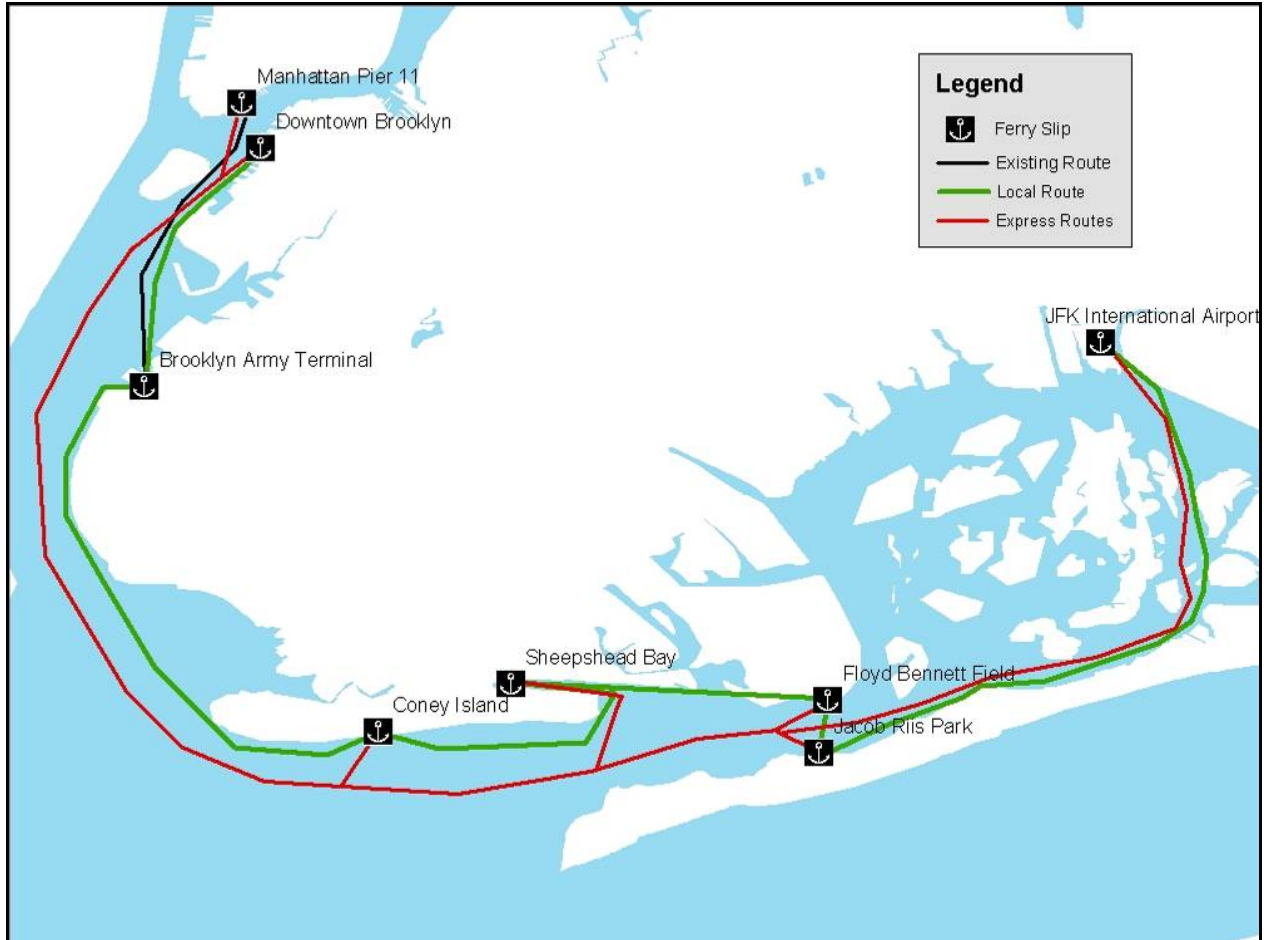 Manhattan Pier 11
Downtown Brooklyn
Legend
Ferry Slip
Existing Route
Local Route
Express Routes
JFK International Airport
Brooklyn Army Terminal
Sheepshead Bay
Floyd Bennett Field
Coney Island
Jacob Riis Park